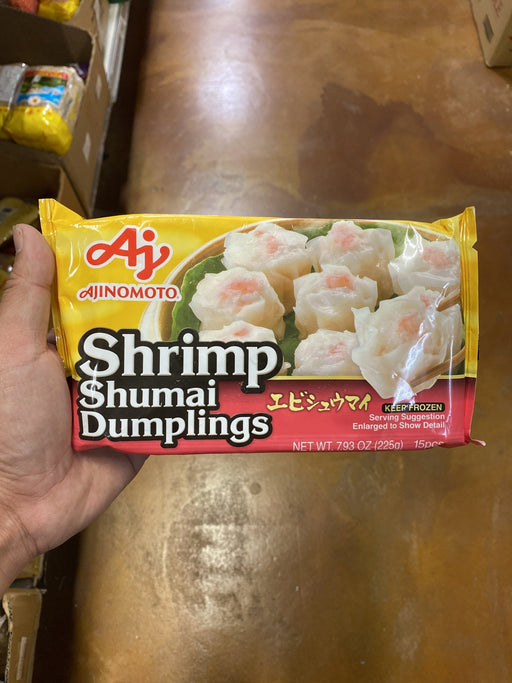 Aj
AJINOMOTO
Shrimp
Shumai
Dumplings
エビシュウマイ
KEEP FROZEN
Serving Suggestion
Enlarged to Show Detail
NET WT. 7.93 OZ (225g) 15pcs